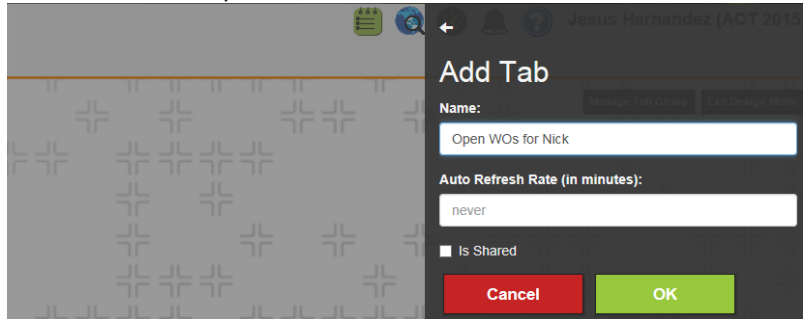 Jesus Hernandez (ACT 2015
Add Tab
Manage Tab Group Exit Design Mode
Name:
Open WOs for Nick
Auto Refresh Rate (in minutes):
never
Is Shared
Cancel OK